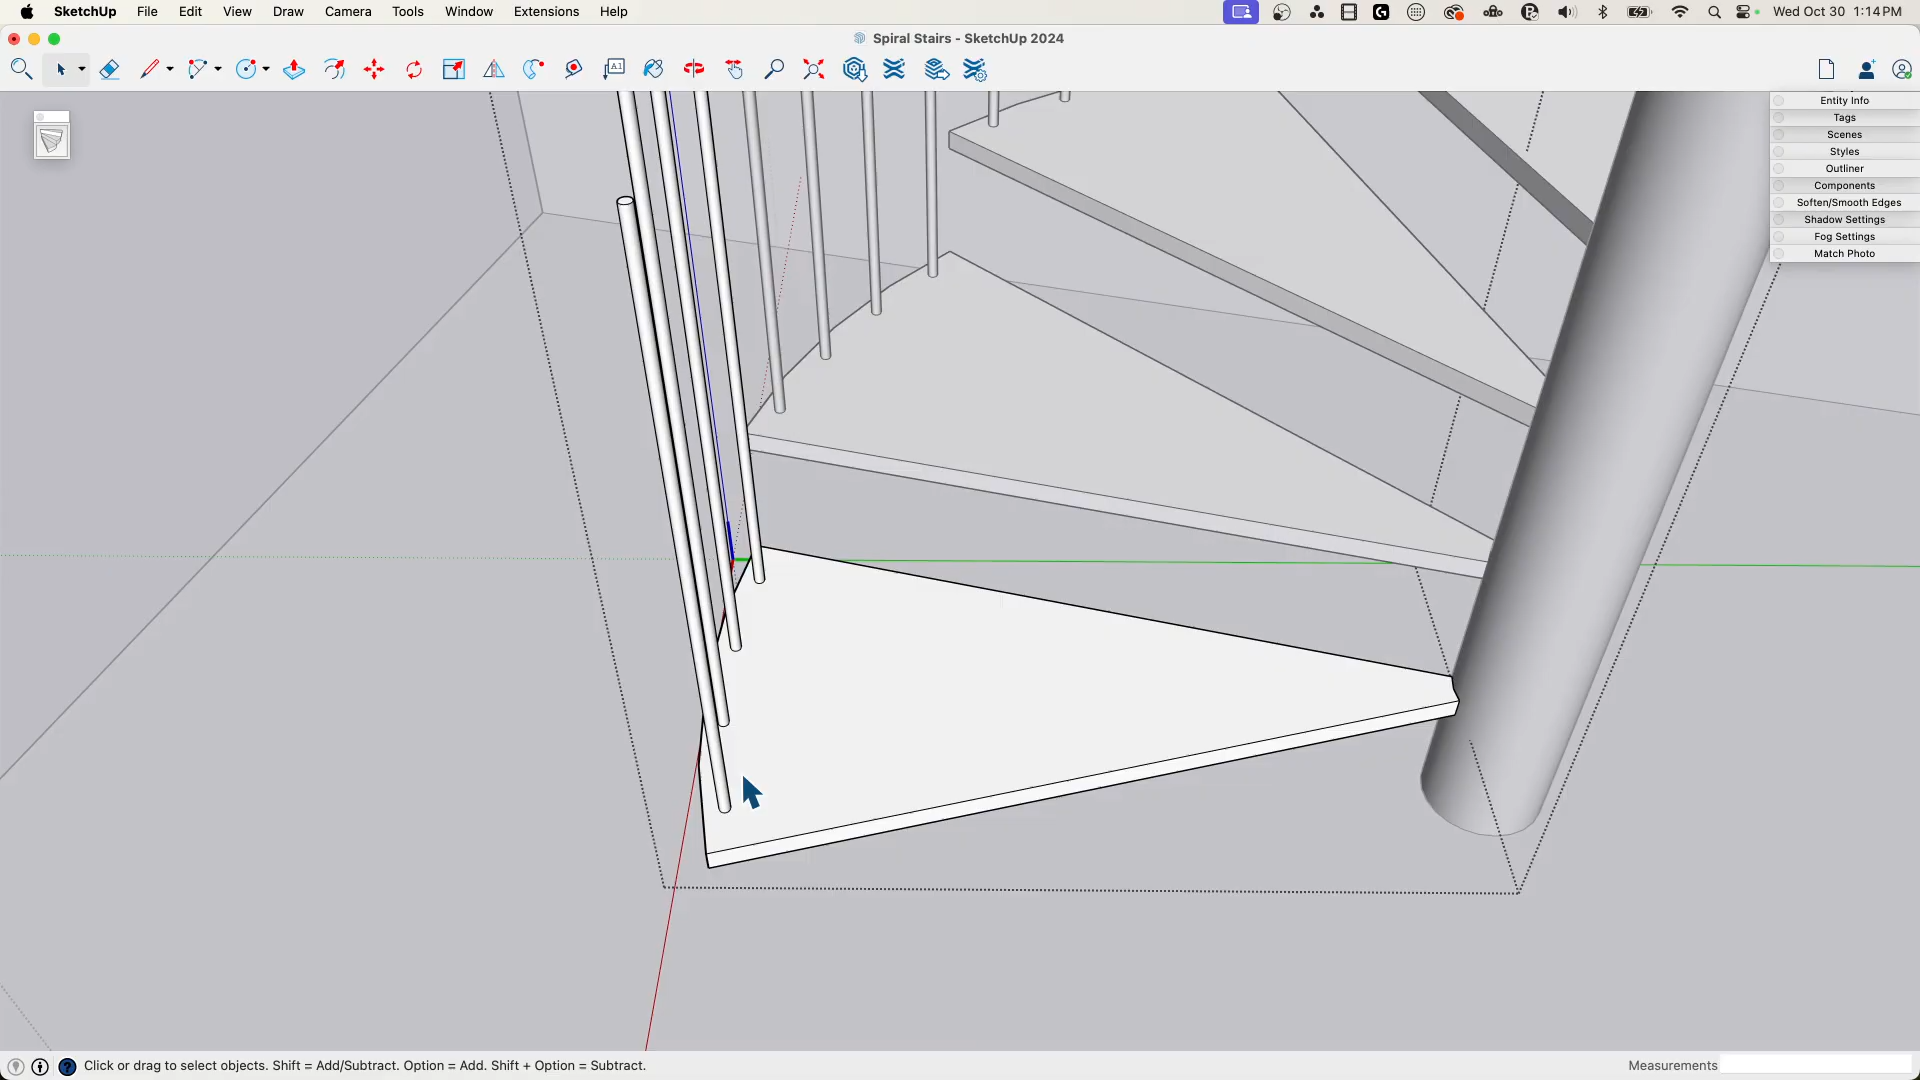 SketchUp File Edit View Draw Camera Tools Window Extensions Help Wed Oct 30 1:14 PM
Spiral Stairs - SketchUp 2024
A1
Entity Info
Tags
Scenes
Styles
Outliner
Components
Soften/Smooth Edges
Shadow Settings
Fog Settings
Match Photo
Click or drag to select objects. Shift = Add/Subtract. Option = Add. Shift + Option = Subtract. Measurements